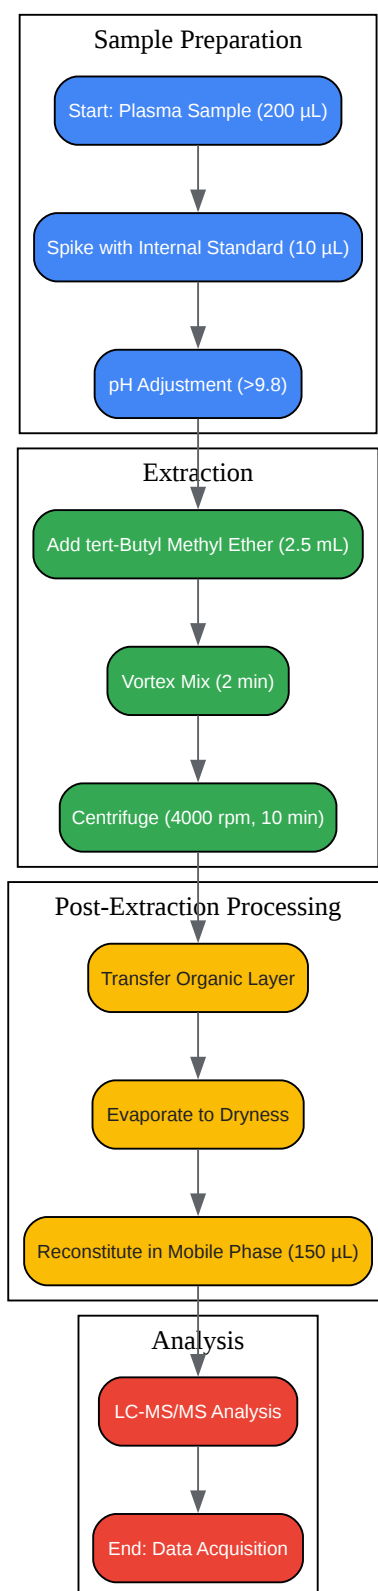 Sample Preparation
Start: Plasma Sample (200 µL)
Spike with Internal Standard (10 µL)
pH Adjustment (>9.8)
Extraction
Add tert-Butyl Methyl Ether (2.5 mL)
Vortex Mix (2 min)
Centrifuge (4000 rpm, 10 min)
Post-Extraction Processing
Transfer Organic Layer
Evaporate to Dryness
Reconstitute in Mobile Phase (150 µL)
Analysis
LC-MS/MS Analysis
End: Data Acquisition